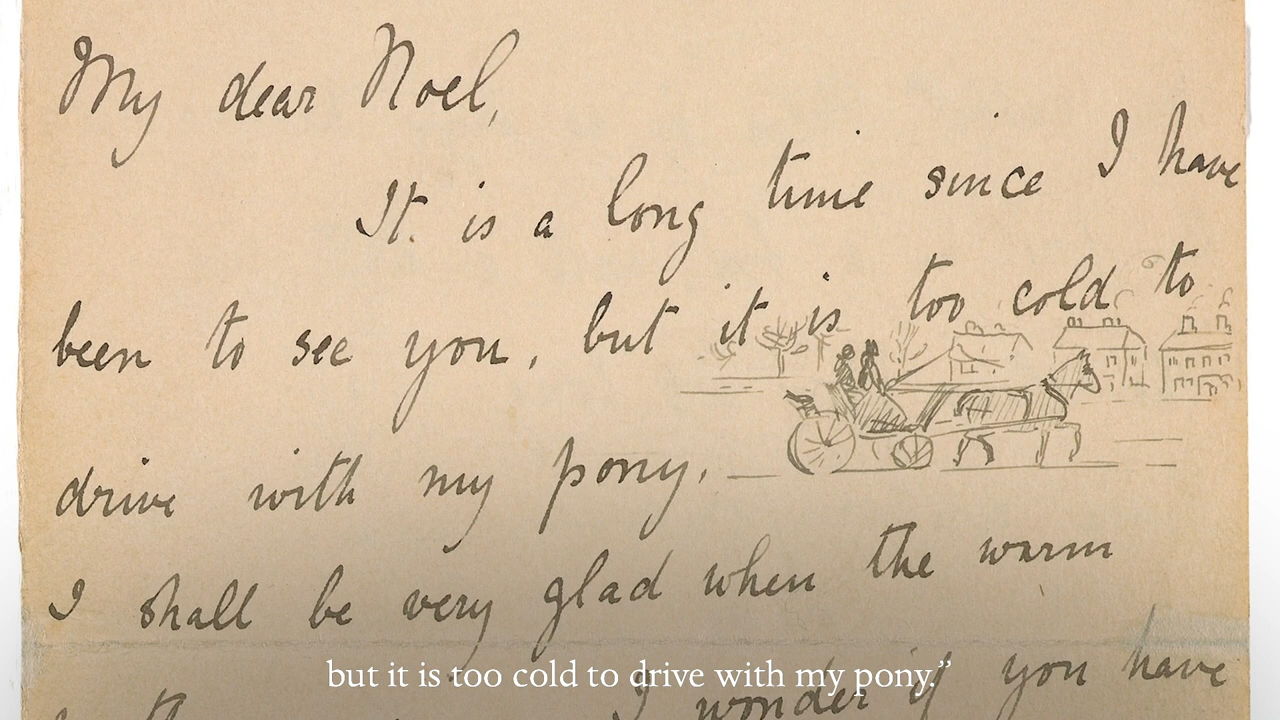 My dear Noel,
It is a long time since I have
been to see you, but it is too cold to
drive with my pony.
I shall be very glad when the warm
I wonder if you have
but it is too cold to drive with my pony.”